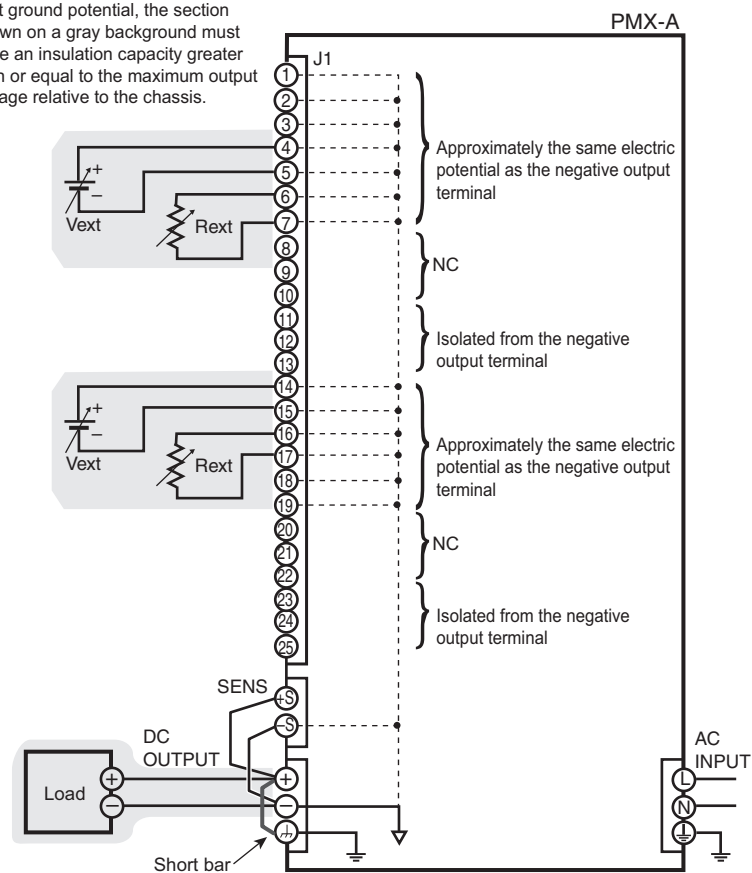 t ground potential, the section
own on a gray background must
e an insulation capacity greater
n or equal to the maximum output
age relative to the chassis.
PMX-A
J1
1
2
3
4
5
6
7
8
9
10
11
12
13
14
15
16
17
18
19
20
21
22
23
24
25
+
−
Vext
Rext
Approximately the same electric
potential as the negative output
terminal
NC
Isolated from the negative
output terminal
+
−
Vext
Rext
Approximately the same electric
potential as the negative output
terminal
NC
Isolated from the negative
output terminal
SENS
+S
−S
DC
OUTPUT
Load
+
−
+
−
Short bar
AC
INPUT
L
N